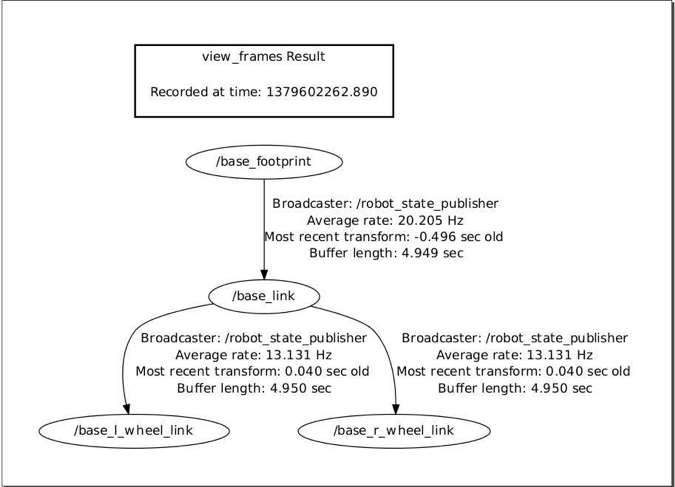 view_frames Result
Recorded at time: 1379602262.890
/base_footprint
Broadcaster: /robot_state_publisher
Average rate: 20.205 Hz
Most recent transform: -0.496 sec old
Buffer length: 4.949 sec
/base_link
Broadcaster: /robot_state_publisher
Average rate: 13.131 Hz
Most recent transform: 0.040 sec old
Buffer length: 4.950 sec
Broadcaster: /robot_state_publisher
Average rate: 13.131 Hz
Most recent transform: 0.040 sec old
Buffer length: 4.950 sec
/base_l_wheel_link
/base_r_wheel_link